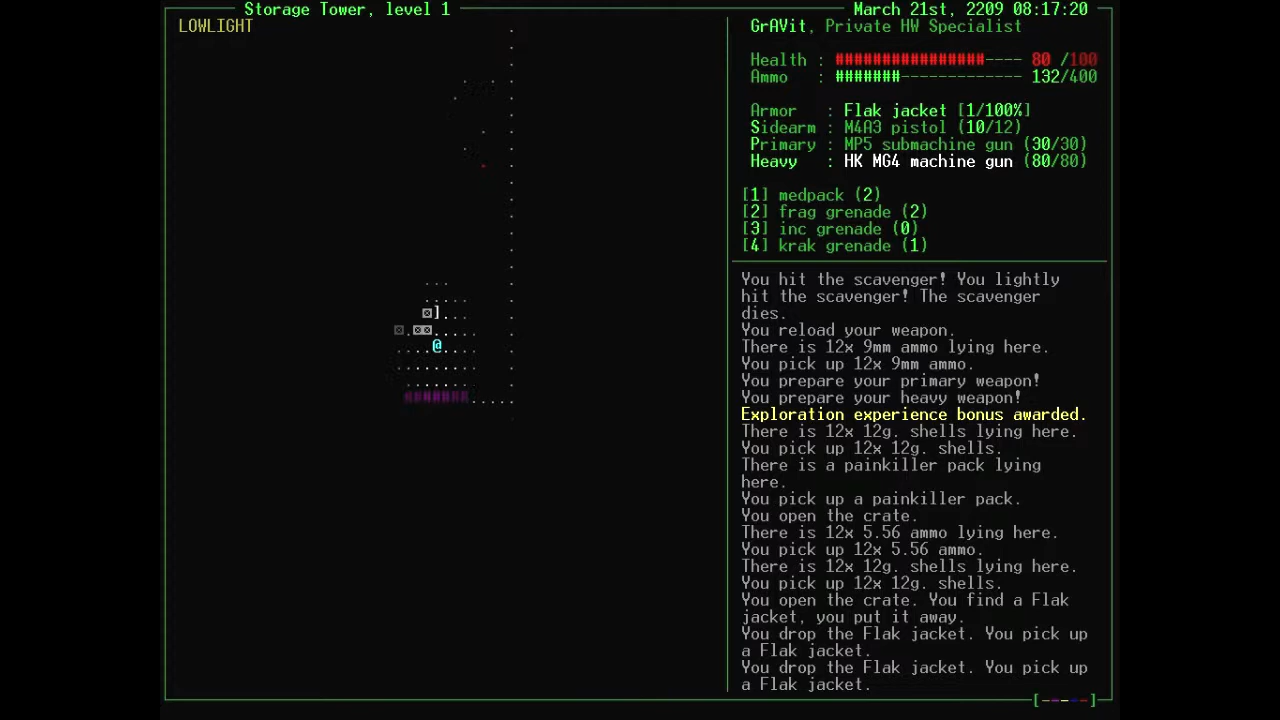 Storage Tower, level 1
March 21st, 2209 08:17:20
LOWLIGHT
GrAVit, Private HW Specialist
Health : ################---- 80 /100
Ammo : #######------------- 132/400
Armor : Flak jacket [1/100%]
Sidearm : M4A3 pistol (10/12)
Primary : MP5 submachine gun (30/30)
Heavy : HK MG4 machine gun (80/80)
[1] medpack (2)
[2] frag grenade (2)
[3] inc grenade (0)
[4] krak grenade (1)
You hit the scavenger! You lightly
hit the scavenger! The scavenger
dies.
You reload your weapon.
There is 12x 9mm ammo lying here.
You pick up 12x 9mm ammo.
You prepare your primary weapon!
You prepare your heavy weapon!
Exploration experience bonus awarded.
There is 12x 12g. shells lying here.
You pick up 12x 12g. shells.
There is a painkiller pack lying
here.
You pick up a painkiller pack.
You open the crate.
There is 12x 5.56 ammo lying here.
You pick up 12x 5.56 ammo.
There is 12x 12g. shells lying here.
You pick up 12x 12g. shells.
You open the crate. You find a Flak
jacket, you put it away.
You drop the Flak jacket. You pick up
a Flak jacket.
You drop the Flak jacket. You pick up
a Flak jacket.
[-----]